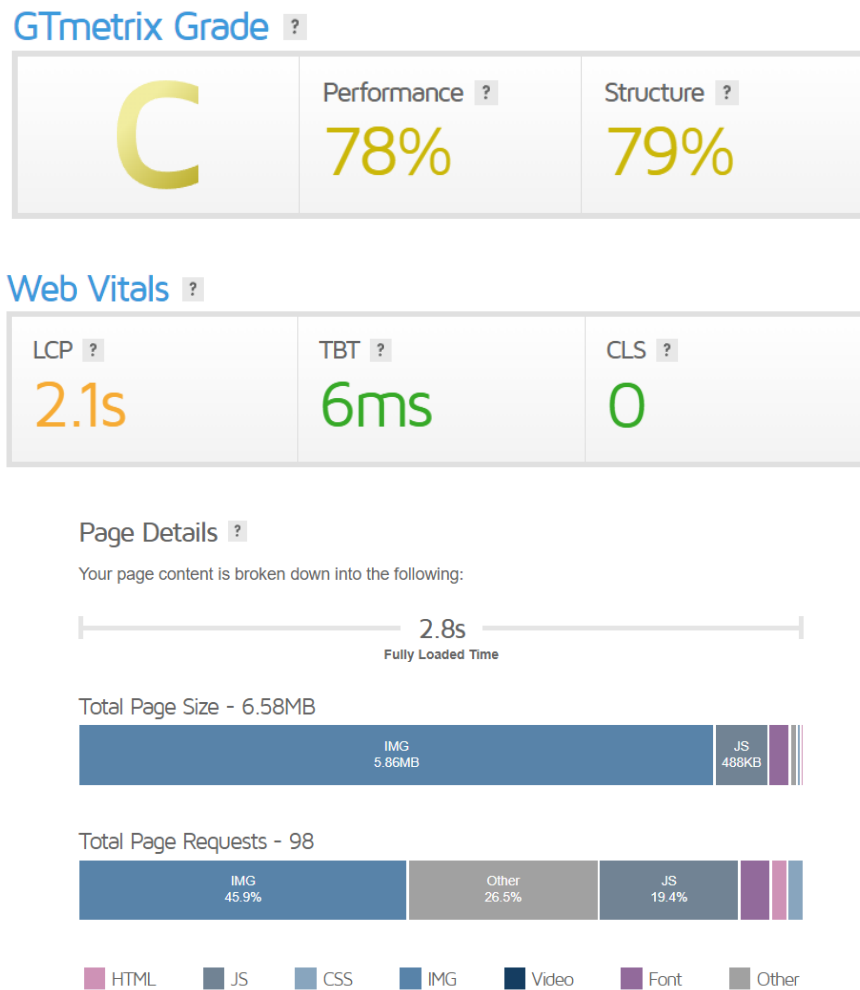 GTmetrix Grade ?
C
Performance ?
78%
Structure ?
79%
Web Vitals ?
LCP ?
2.1s
TBT ?
6ms
CLS ?
0
Page Details ?
Your page content is broken down into the following:
2.8s
Fully Loaded Time
Total Page Size - 6.58MB
IMG
5.86MB
JS
488KB
Total Page Requests - 98
IMG
45.9%
Other
26.5%
JS
19.4%
HTML JS CSS IMG Video Font Other